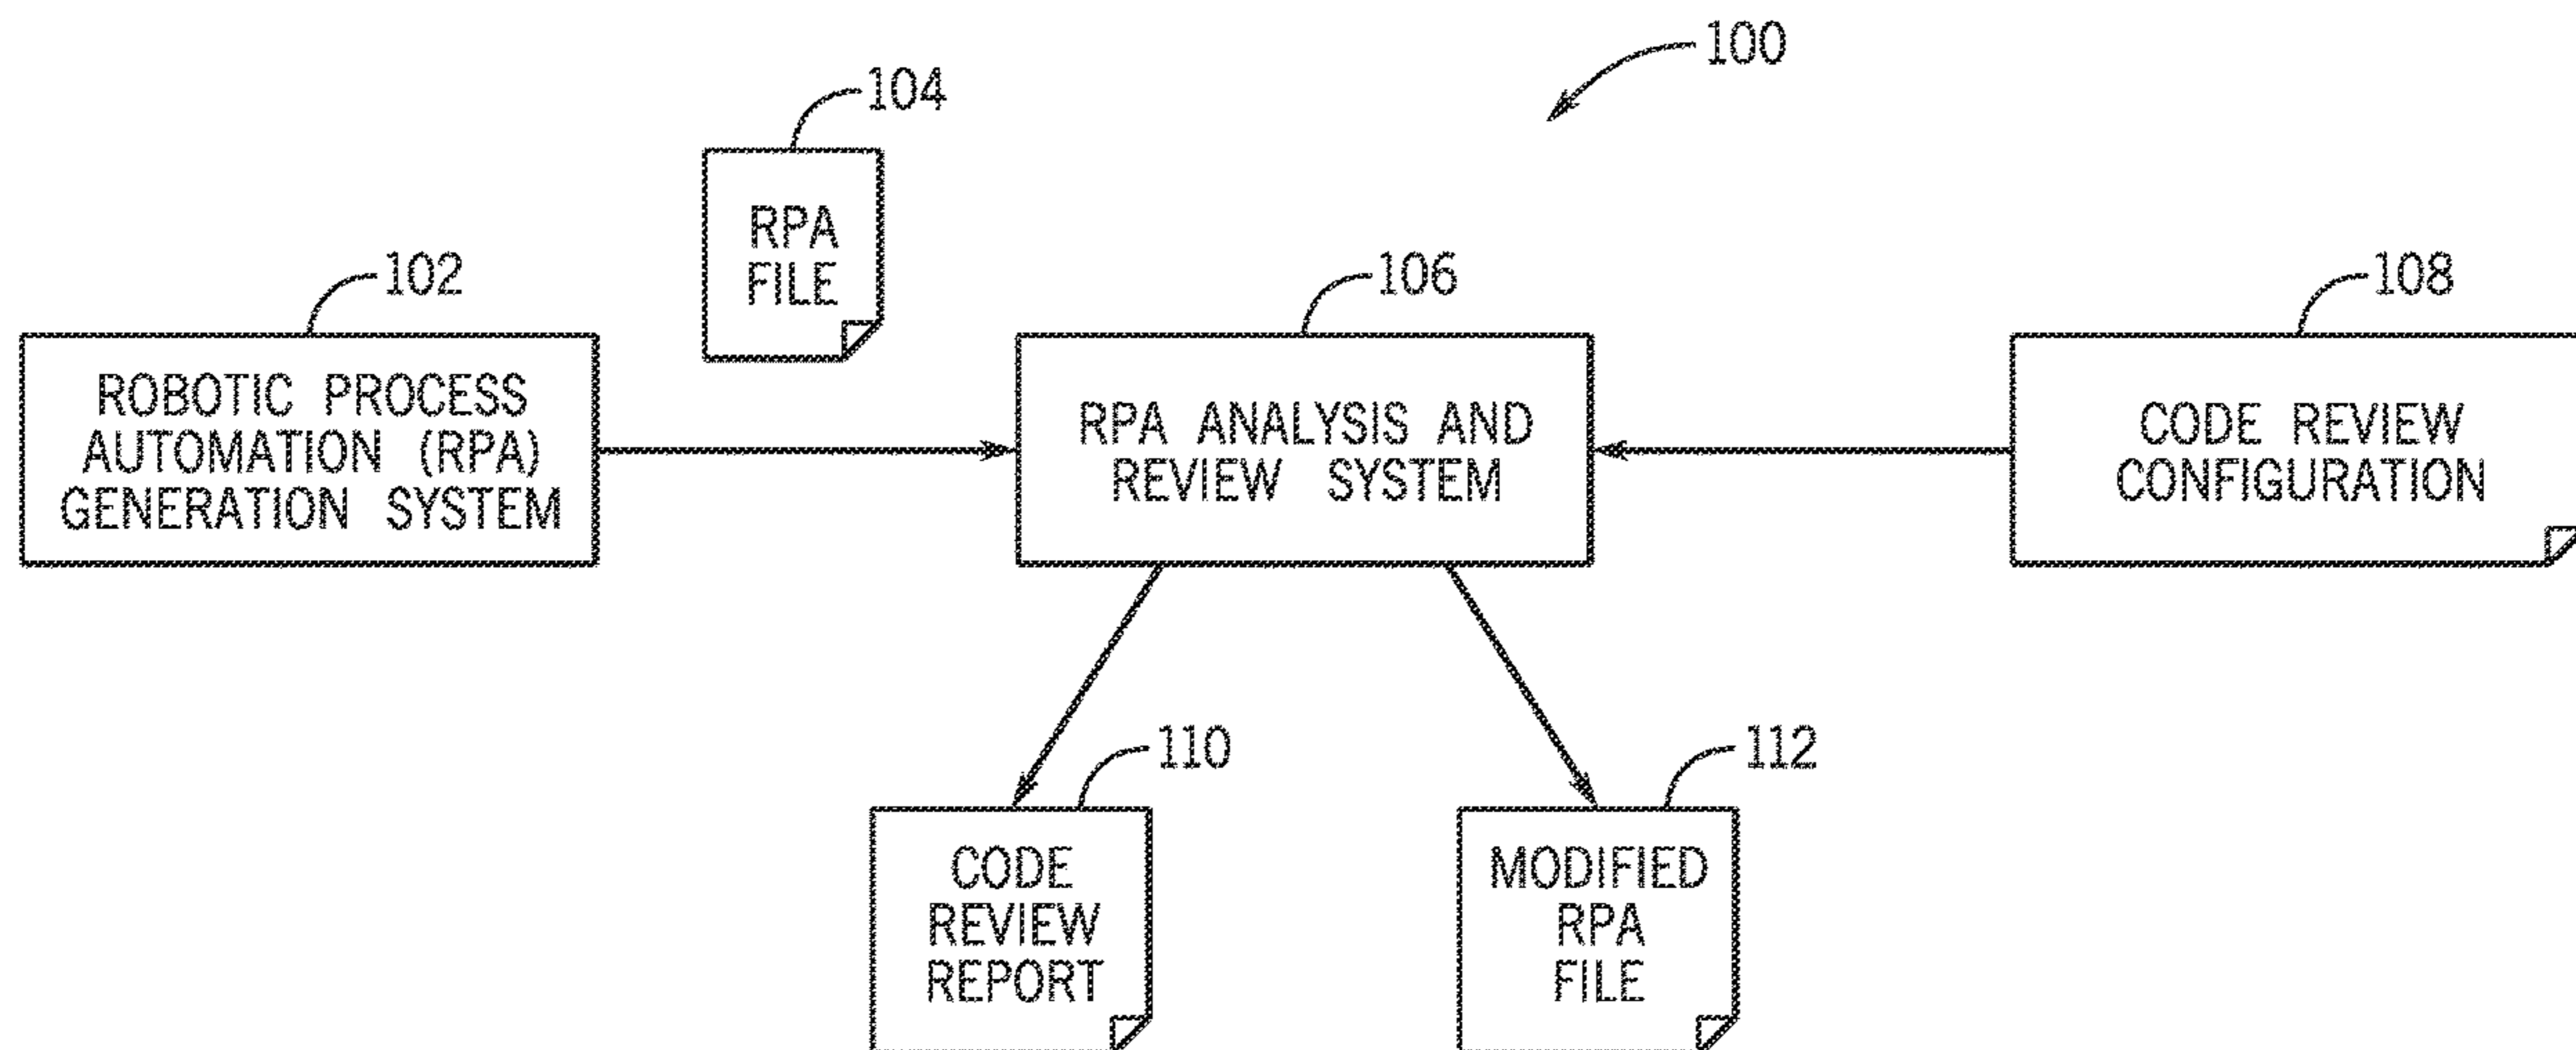 100
104
RPA
FILE
102
ROBOTIC PROCESS
AUTOMATION (RPA)
GENERATION SYSTEM
106
RPA ANALYSIS AND
REVIEW SYSTEM
108
CODE REVIEW
CONFIGURATION
110
CODE
REVIEW
REPORT
112
MODIFIED
RPA
FILE